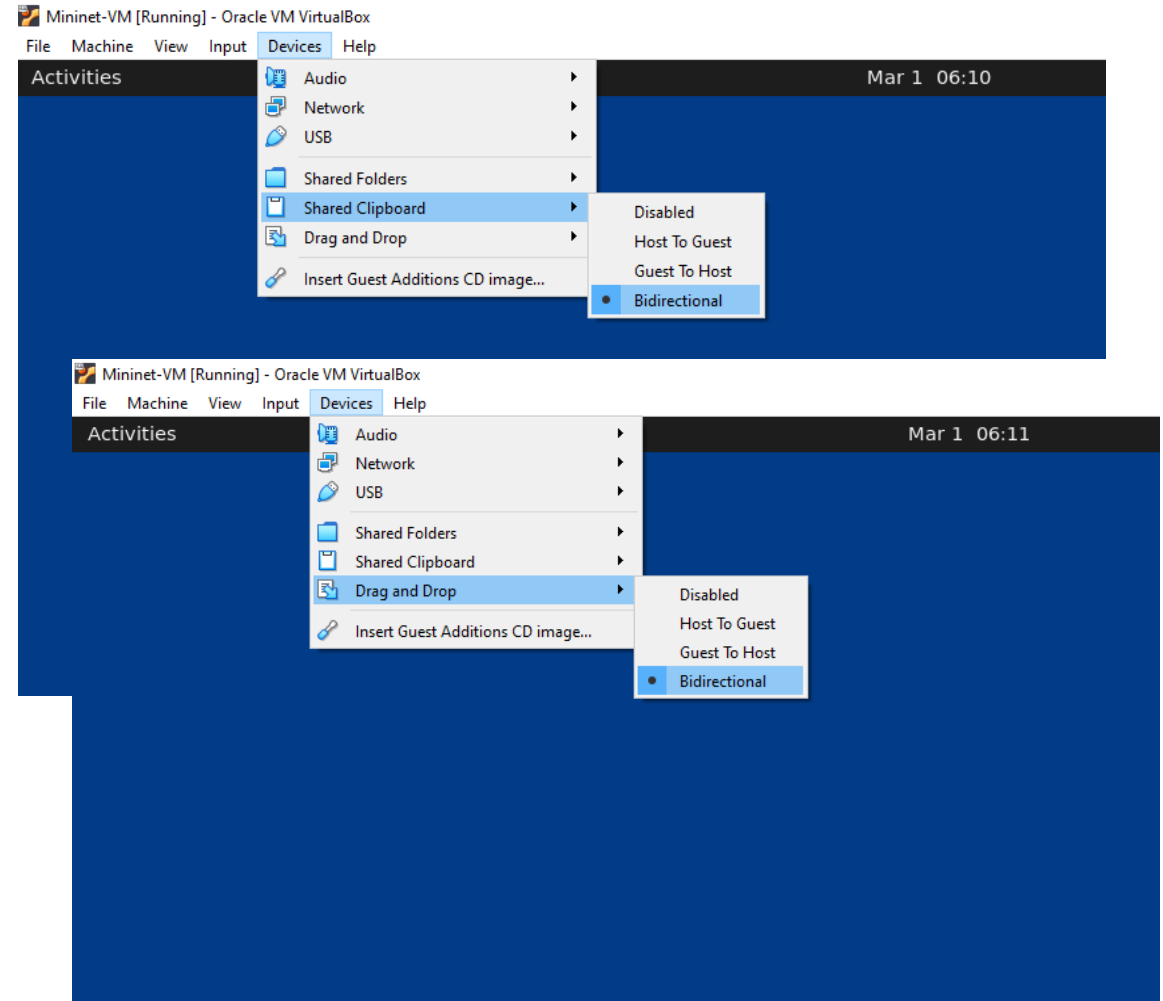 Mininet-VM [Running] - Oracle VM VirtualBox
File Machine View Input Devices Help
Activities Mar 1 06:10
Audio
Network
USB
Shared Folders
Shared Clipboard
Drag and Drop
Insert Guest Additions CD image...
Disabled
Host To Guest
Guest To Host
Bidirectional
Mininet-VM [Running] - Oracle VM VirtualBox
File Machine View Input Devices Help
Activities Mar 1 06:11
Audio
Network
USB
Shared Folders
Shared Clipboard
Drag and Drop
Insert Guest Additions CD image...
Disabled
Host To Guest
Guest To Host
Bidirectional